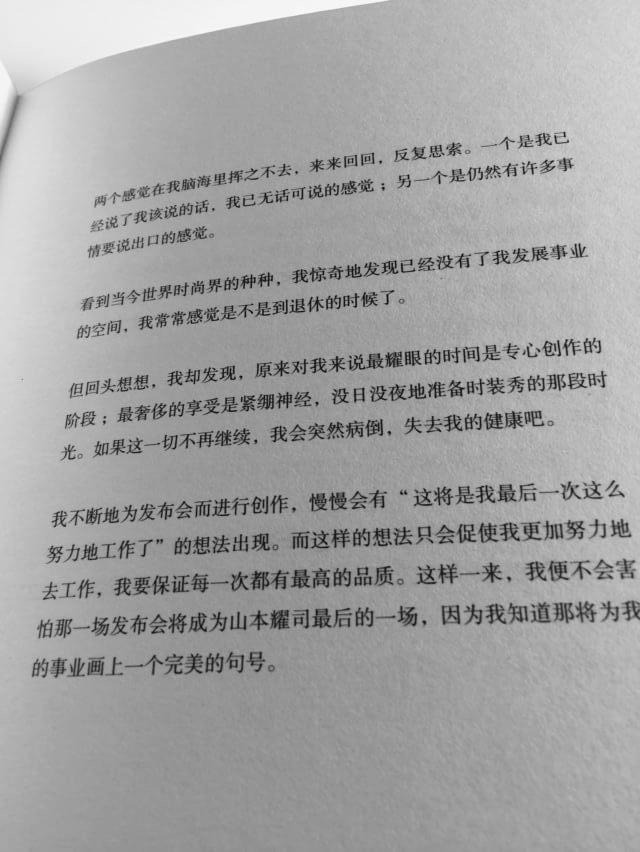 两个感觉在我脑海里挥之不去，来来回回，反复思索。一个是我已
经说了我该说的话，我已无话可说的感觉；另一个是仍然有许多事
情要说出口的感觉。
看到当今世界时尚界的种种，我惊奇地发现已经没有了我发展事业
的空间，我常常感觉是不是到退休的时候了。
但回头想想，我却发现，原来对我来说最耀眼的时间是专心创作的
阶段；最奢侈的享受是紧绷神经，没日没夜地准备时装秀的那段时
光。如果这一切不再继续，我会突然病倒，失去我的健康吧。
我不断地为发布会而进行创作，慢慢会有“这将是我最后一次这么
努力地工作了”的想法出现。而这样的想法只会促使我更加努力地
去工作，我要保证每一次都有最高的品质。这样一来，我便不会害
怕那一场发布会将成为山本耀司最后的一场，因为我知道那将为我
的事业画上一个完美的句号。